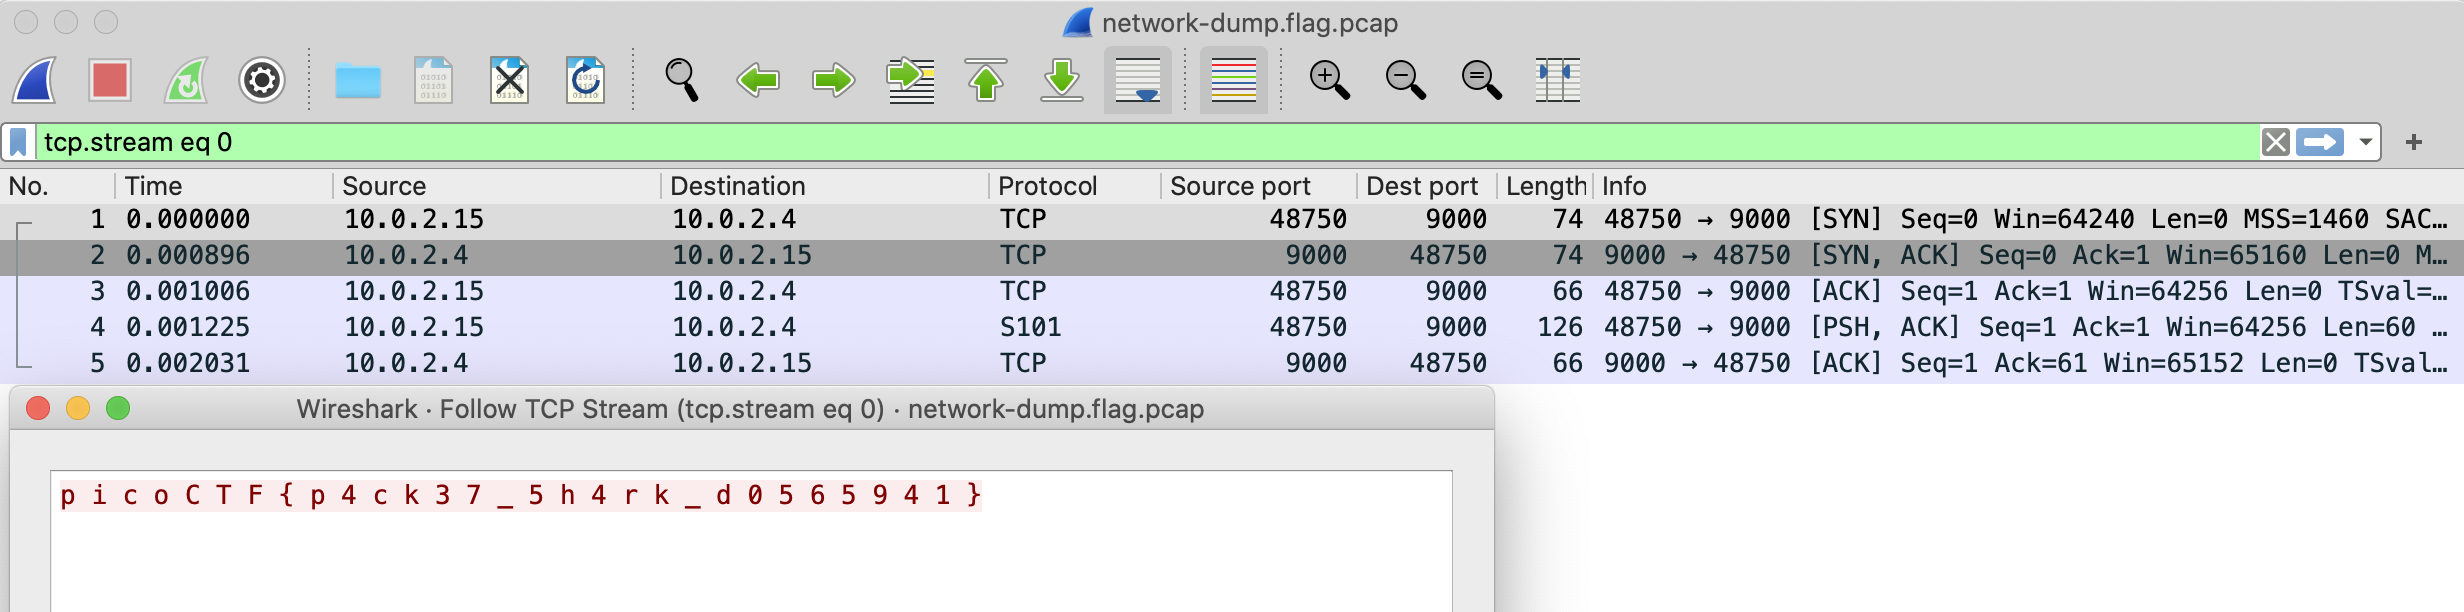 network-dump.flag.pcap
tcp.stream eq 0
No. Time Source Destination Protocol Source port Dest port Length Info
1 0.000000 10.0.2.15 10.0.2.4 TCP 48750 9000 74 48750 → 9000 [SYN] Seq=0 Win=64240 Len=0 MSS=1460 SAC…
2 0.000896 10.0.2.4 10.0.2.15 TCP 9000 48750 74 9000 → 48750 [SYN, ACK] Seq=0 Ack=1 Win=65160 Len=0 M…
3 0.001006 10.0.2.15 10.0.2.4 TCP 48750 9000 66 48750 → 9000 [ACK] Seq=1 Ack=1 Win=64256 Len=0 TSval=…
4 0.001225 10.0.2.15 10.0.2.4 S101 48750 9000 126 48750 → 9000 [PSH, ACK] Seq=1 Ack=1 Win=64256 Len=60 …
5 0.002031 10.0.2.4 10.0.2.15 TCP 9000 48750 66 9000 → 48750 [ACK] Seq=1 Ack=61 Win=65152 Len=0 TSval…
Wireshark · Follow TCP Stream (tcp.stream eq 0) · network-dump.flag.pcap
p i c o C T F { p 4 c k 3 7 _ 5 h 4 r k _ d 0 5 6 5 9 4 1 }